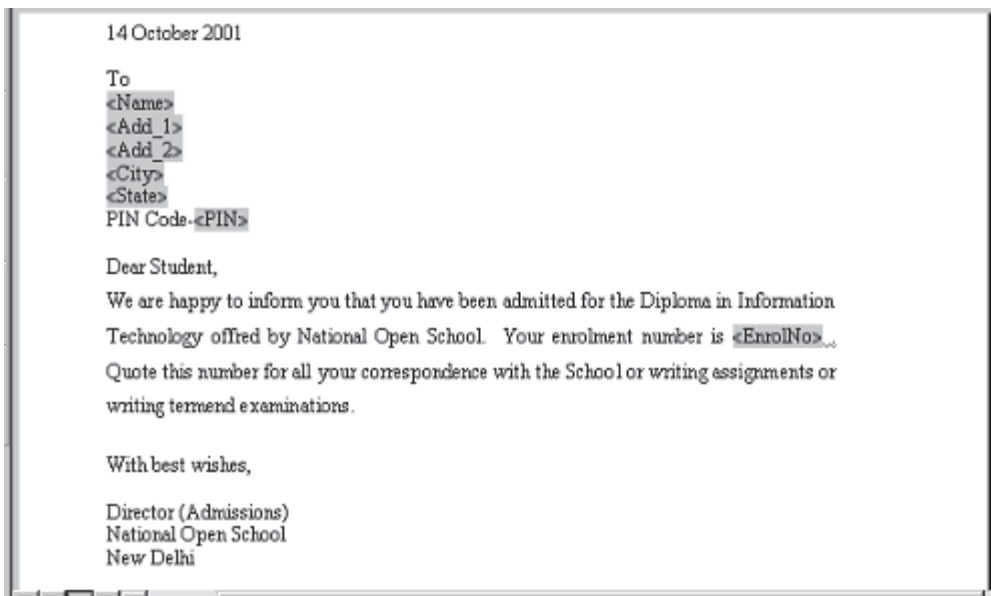 14 October 2001
To
<Name>
<Add_1>
<Add_2>
<City>
<State>
PIN Code-<PIN>
Dear Student,
We are happy to inform you that you have been admitted for the Diploma in Information
Technology offred by National Open School. Your enrolment number is <EnrolNo>.
Quote this number for all your correspondence with the School or writing assignments or
writing termend examinations.
With best wishes,
Director (Admissions)
National Open School
New Delhi